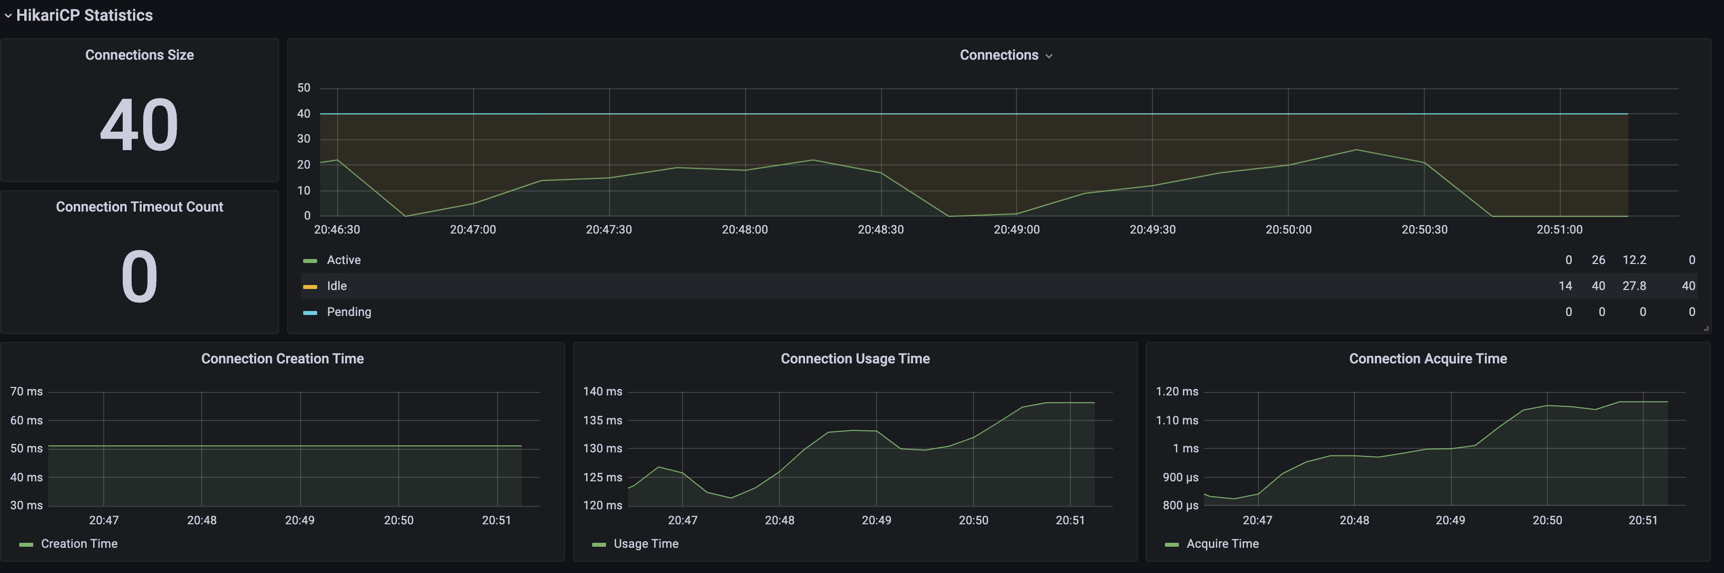 HikariCP Statistics
Connections Size
40
Connection Timeout Count
0
Connections
50
40
30
20
10
0
20:46:30 20:47:00 20:47:30 20:48:00 20:48:30 20:49:00 20:49:30 20:50:00 20:50:30 20:51:00
Active 0 26 12.2 0
Idle 14 40 27.8 40
Pending 0 0 0 0
Connection Creation Time
70 ms
60 ms
50 ms
40 ms
30 ms
20:47 20:48 20:49 20:50 20:51
Creation Time
Connection Usage Time
140 ms
135 ms
130 ms
125 ms
120 ms
20:47 20:48 20:49 20:50 20:51
Usage Time
Connection Acquire Time
1.20 ms
1.10 ms
1 ms
900 µs
800 µs
20:47 20:48 20:49 20:50 20:51
Acquire Time